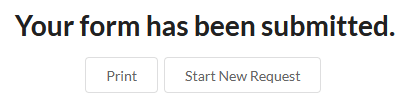 Your form has been submitted.
Print
Start New Request